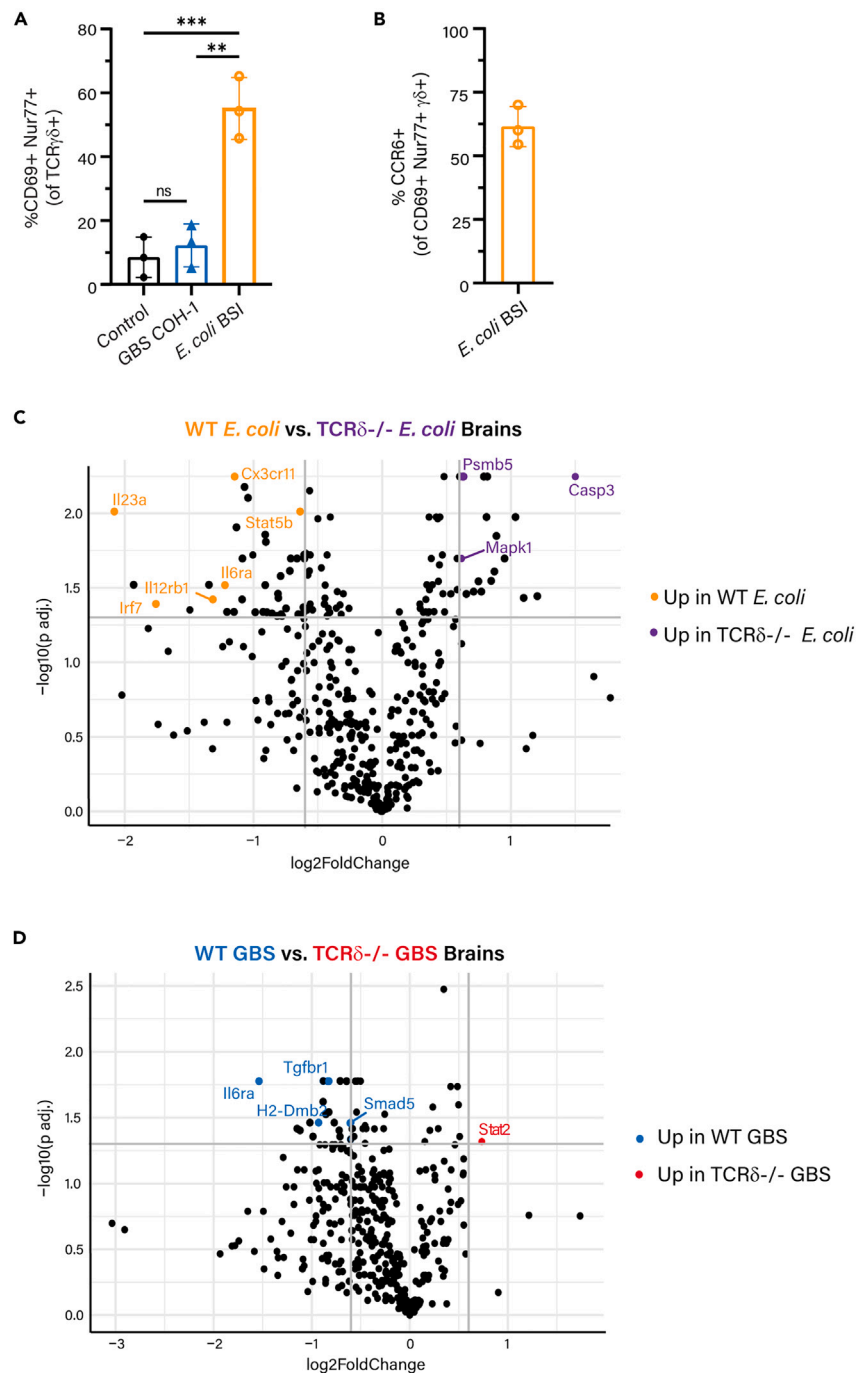 A
%CD69+ Nur77+
(of TCRγδ+)
80
60
40
20
0
***
**
ns
Control
GBS COH-1
E. coli BSI
B
% CCR6+
(of CD69+ Nur77+ γδ+)
100
75
50
25
0
E. coli BSI
C
WT E. coli vs. TCRδ-/- E. coli Brains
−log10(p adj.)
2.0
1.5
1.0
0.5
0.0
Cx3cr11
Il23a
Stat5b
Il6ra
Il12rb1
Irf7
Psmb5
Casp3
Mapk1
−2
−1
0
1
log2FoldChange
Up in WT E. coli
Up in TCRδ-/- E. coli
D
WT GBS vs. TCRδ-/- GBS Brains
−log10(p adj.)
2.5
2.0
1.5
1.0
0.5
0.0
Tgfbr1
Il6ra
H2-Dmb2
Smad5
Stat2
−3
−2
−1
0
1
log2FoldChange
Up in WT GBS
Up in TCRδ-/- GBS